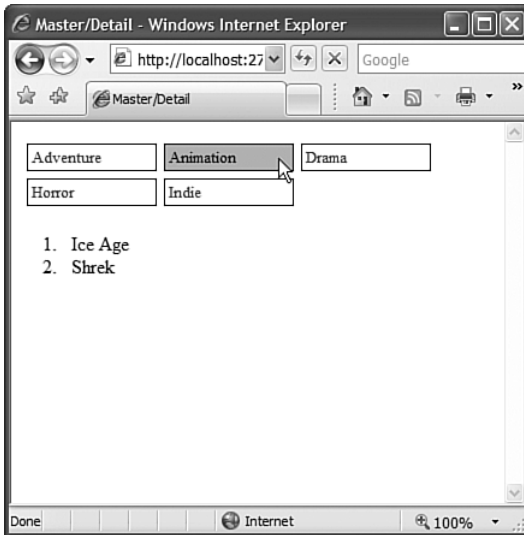 Master/Detail - Windows Internet Explorer
http://localhost:27
Google
Master/Detail
»
Adventure
Animation
Drama
Horror
Indie
1. Ice Age
2. Shrek
Done
Internet
100%